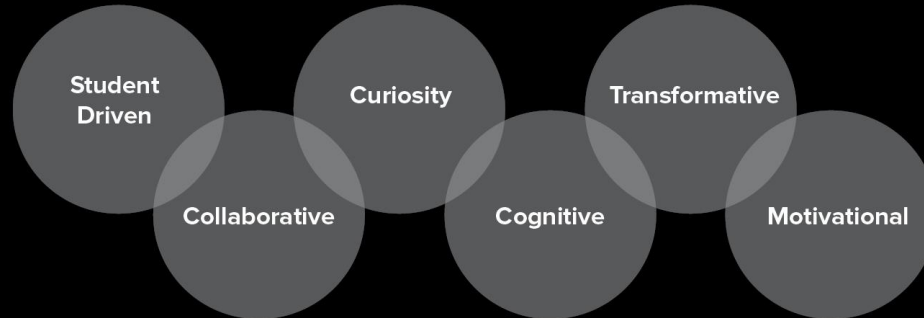 Student
Driven
Curiosity
Transformative
Collaborative
Cognitive
Motivational